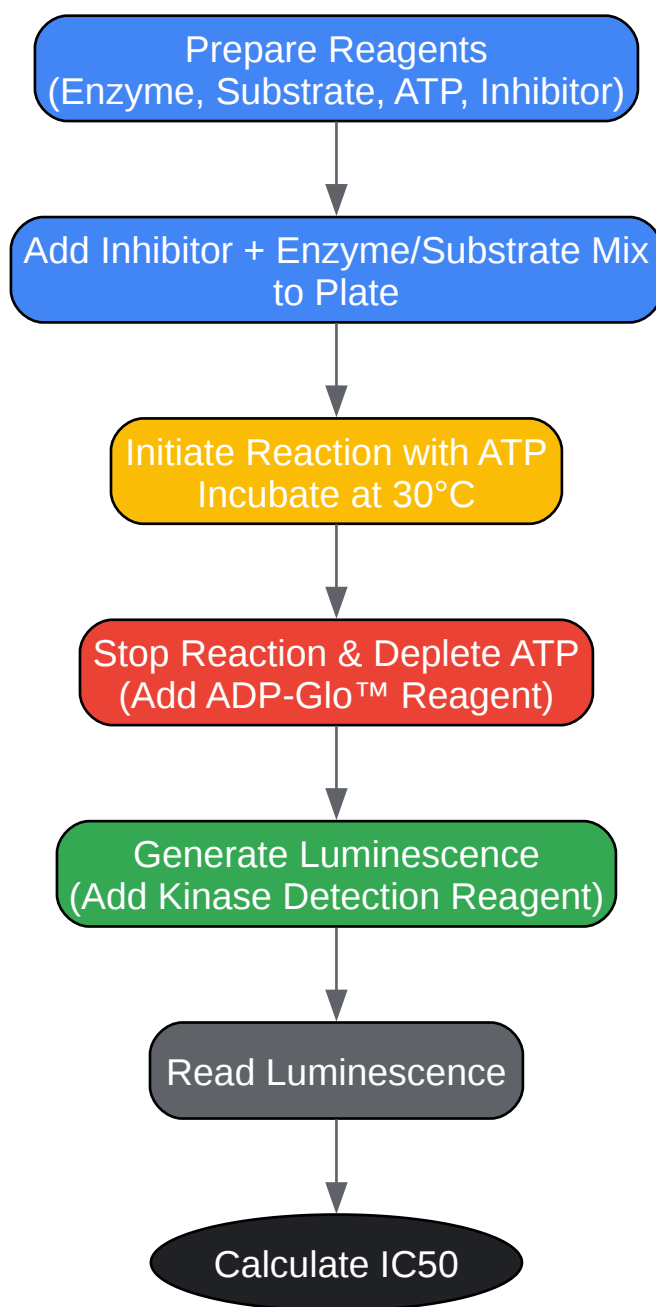 Prepare Reagents
(Enzyme, Substrate, ATP, Inhibitor)
Add Inhibitor + Enzyme/Substrate Mix
to Plate
Initiate Reaction with ATP
Incubate at 30°C
Stop Reaction & Deplete ATP
(Add ADP-Glo™ Reagent)
Generate Luminescence
(Add Kinase Detection Reagent)
Read Luminescence
Calculate IC50